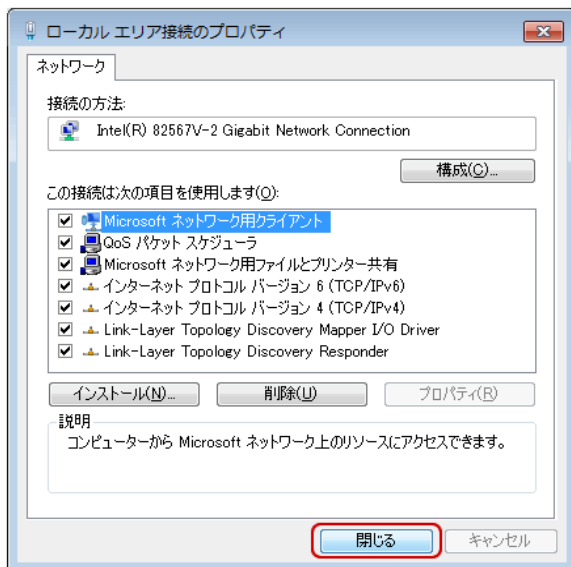 ローカル エリア接続のプロパティ
ネットワーク
接続の方法:
Intel(R) 82567V-2 Gigabit Network Connection
構成(C)...
この接続は次の項目を使用します(O):
Microsoft ネットワーク用クライアント
QoS パケット スケジューラ
Microsoft ネットワーク用ファイルとプリンター共有
インターネット プロトコル バージョン 6 (TCP/IPv6)
インターネット プロトコル バージョン 4 (TCP/IPv4)
Link-Layer Topology Discovery Mapper I/O Driver
Link-Layer Topology Discovery Responder
インストール(N)... 削除(U) プロパティ(R)
説明
コンピューターから Microsoft ネットワーク上のリソースにアクセスできます。
閉じる キャンセル